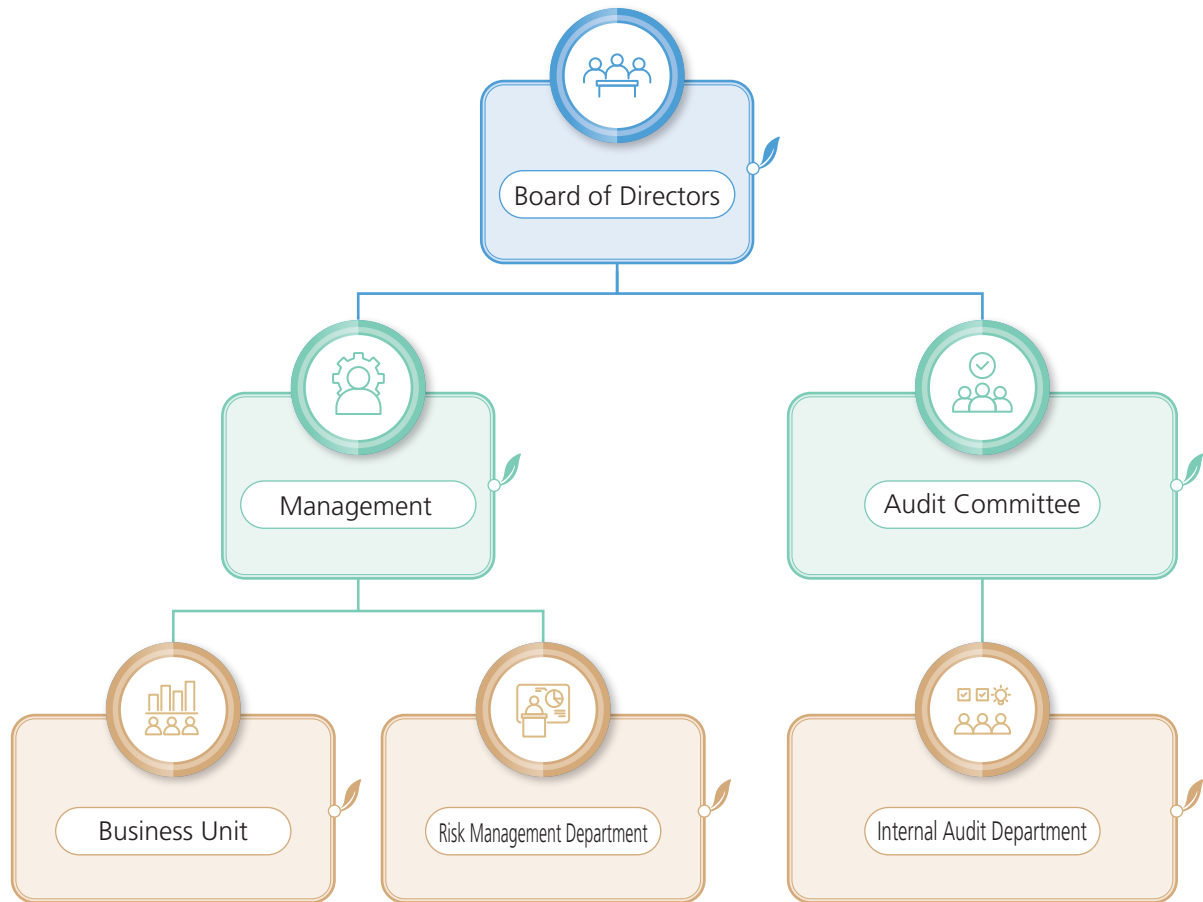 Board of Directors
Management
Audit Committee
Business Unit
Risk Management Department
Internal Audit Department